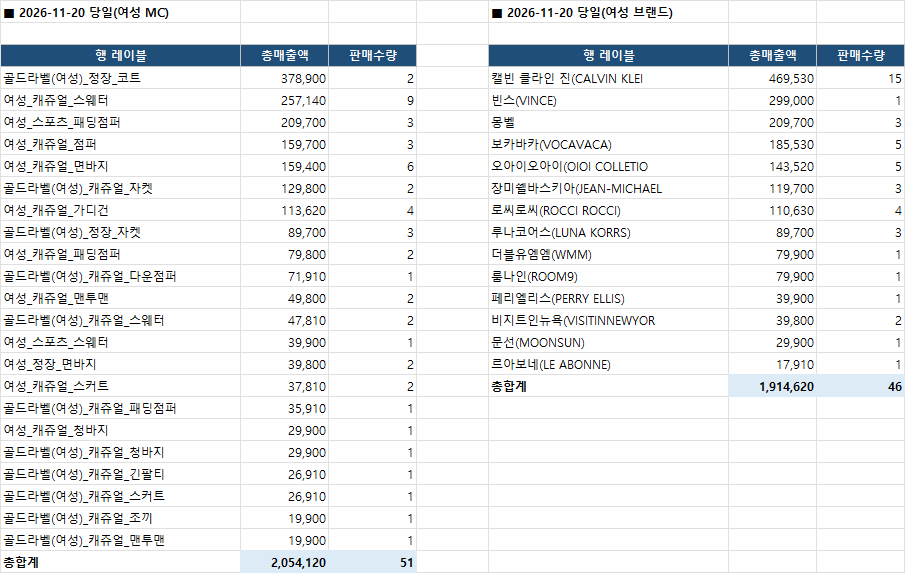 ■ 2026-11-20 당일(여성 MC)
행 레이블 총매출액 판매수량
골드라벨(여성)_정장_코트 378,900 2
여성_캐쥬얼_스웨터 257,140 9
여성_스포츠_패딩점퍼 209,700 3
여성_캐쥬얼_점퍼 159,700 3
여성_캐쥬얼_면바지 159,400 6
골드라벨(여성)_캐쥬얼_자켓 129,800 2
여성_캐쥬얼_가디건 113,620 4
골드라벨(여성)_정장_자켓 89,700 3
여성_캐쥬얼_패딩점퍼 79,800 2
골드라벨(여성)_캐쥬얼_다운점퍼 71,910 1
여성_캐쥬얼_맨투맨 49,800 2
골드라벨(여성)_캐쥬얼_스웨터 47,810 2
여성_스포츠_스웨터 39,900 1
여성_정장_면바지 39,800 2
여성_캐쥬얼_스커트 37,810 2
골드라벨(여성)_캐쥬얼_패딩점퍼 35,910 1
여성_캐쥬얼_청바지 29,900 1
골드라벨(여성)_캐쥬얼_청바지 29,900 1
골드라벨(여성)_캐쥬얼_긴팔티 26,910 1
골드라벨(여성)_캐쥬얼_스커트 26,910 1
골드라벨(여성)_캐쥬얼_조끼 19,900 1
골드라벨(여성)_캐쥬얼_맨투맨 19,900 1
총합계 2,054,120 51
■ 2026-11-20 당일(여성 브랜드)
행 레이블 총매출액 판매수량
캘빈 클라인 진(CALVIN KLEI 469,530 15
빈스(VINCE) 299,000 1
몽벨 209,700 3
보카바카(VOCAVACA) 185,530 5
오아이오아이(OIOI COLLETIO 143,520 5
장미쉘바스키아(JEAN-MICHAEL 119,700 3
로씨로씨(ROCCI ROCCI) 110,630 4
루나코어스(LUNA KORRS) 89,700 3
더블유엠엠(WMM) 79,900 1
룸나인(ROOM9) 79,900 1
페리엘리스(PERRY ELLIS) 39,900 1
비지트인뉴욕(VISITINNEWYOR 39,800 2
문선(MOONSUN) 29,900 1
르아보네(LE ABONNE) 17,910 1
총합계 1,914,620 46